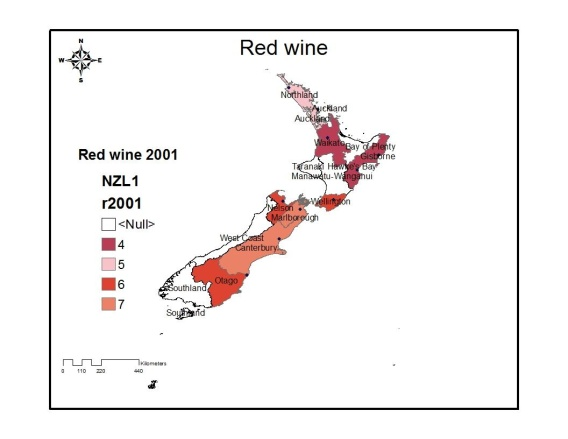 Red wine
N
W E
S
Northland
Auckland
Auckland
Waikato
Bay of Plenty
Gisborne
Taranaki
Hawke's Bay
Manawatu-Wanganui
Wellington
Nelson
Marlborough
West Coast
Canterbury
Otago
Southland
Southland
Red wine 2001
NZL1
r2001
<Null>
4
5
6
7
Kilometers
0 110 220 440